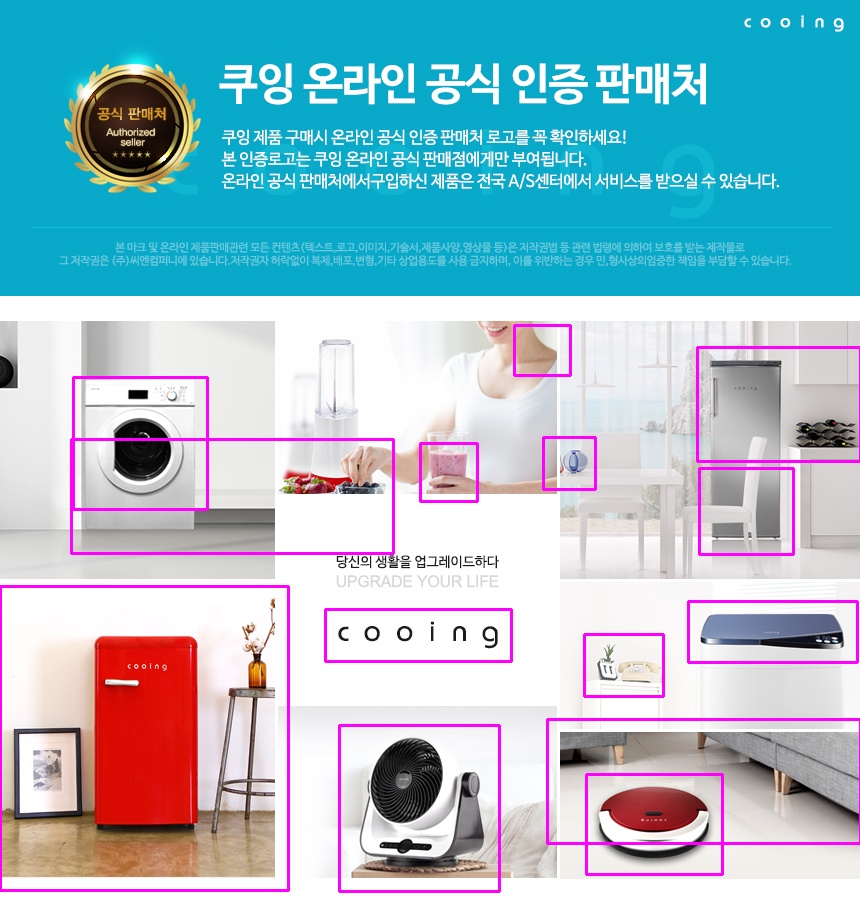 cooing
쿠잉 온라인 공식 인증 판매처
공식 판매처
Authorized
seller
쿠잉 제품 구매시 온라인 공식 인증 판매처 로고를 꼭 확인하세요!
본 인증로고는 쿠잉 온라인 공식 판매점에게만 부여됩니다.
온라인 공식 판매처에서구입하신 제품은 전국 A/S센터에서 서비스를 받으실 수 있습니다.
본 마크 및 온라인 제품판매관련 모든 컨텐츠(텍스트,로고,이미지,기술서,제품사양,영상물 등)은 저작권법 등 관련 법령에 의하여 보호를 받는 제작물로
그 저작권은 (주)씨엔컴퍼니에 있습니다.저작권자 허락없이 복제,배포,변형,기타 상업용도를 사용 금지하며, 이를 위반하는 경우 민,형사상의엄중한 책임을 부담할 수 있습니다.
cooing
당신의 생활을 업그레이드하다
UPGRADE YOUR LIFE
cooing
cooing